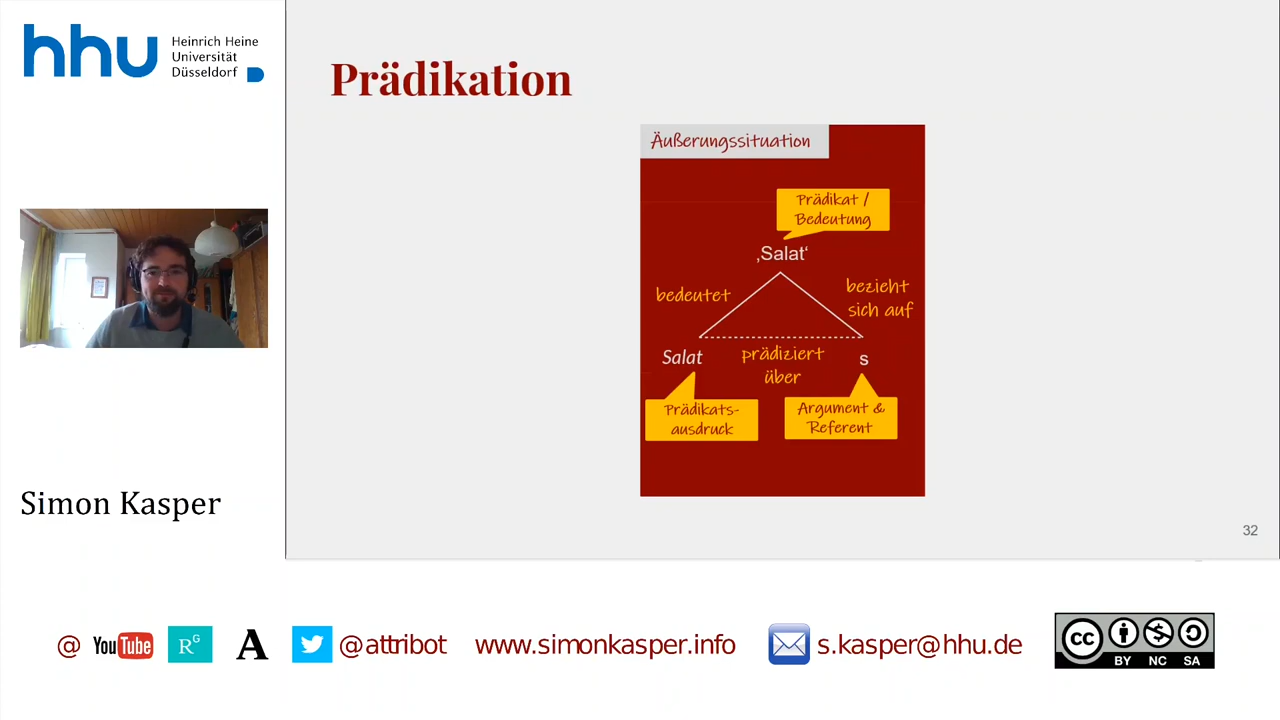 hhu
Heinrich Heine
Universität
Düsseldorf
Prädikation
Äußerungssituation
Prädikat /
Bedeutung
‚Salat‘
bedeutet
bezieht
sich auf
Salat
prädiziert
über
s
Prädikats-
ausdruck
Argument &
Referent
Simon Kasper
32
@ YouTube RG A @attribot www.simonkasper.info s.kasper@hhu.de
cc BY NC SA